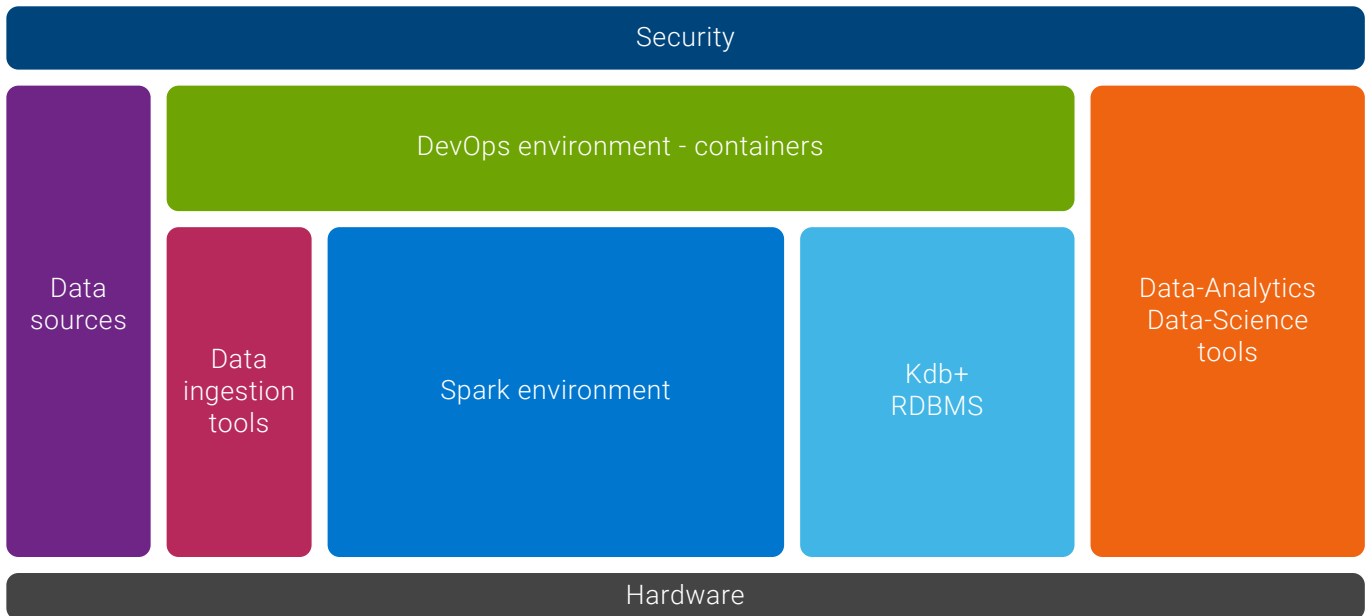 Security
DevOps environment - containers
Data
sources
Data
ingestion
tools
Spark environment
Kdb+
RDBMS
Data-Analytics
Data-Science
tools
Hardware